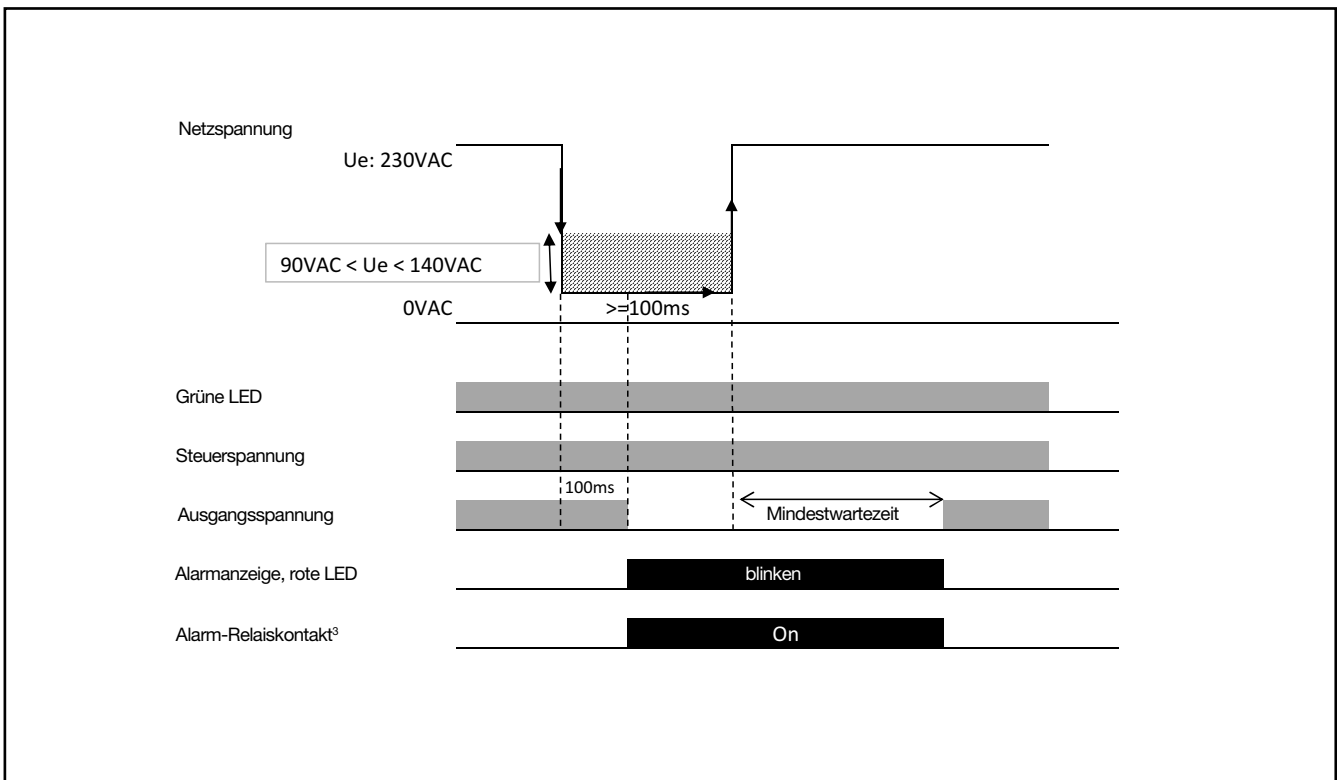 Netzspannung
Ue: 230VAC
90VAC < Ue < 140VAC
0VAC
>=100ms
Grüne LED
Steuerspannung
100ms
Ausgangsspannung
Mindestwartezeit
Alarmanzeige, rote LED
blinken
Alarm-Relaiskontakt³
On